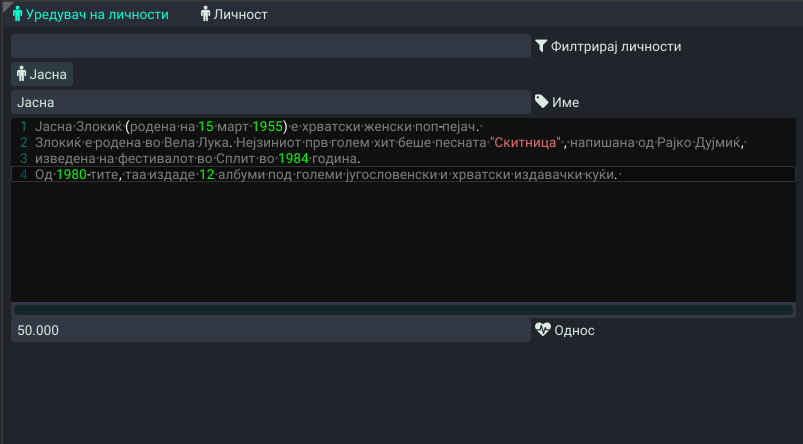 Уредувач на личности Личност
Филтрирај личности
Јасна
Јасна Име
1 Јасна Злокиќ (родена на 15 март 1955) е хрватски женски поп-пејач.
2 Злокиќ е родена во Вела Лука. Нејзиниот прв голем хит беше песната "Скитница", напишана од Рајко Дујмиќ,
3 изведена на фестивалот во Сплит во 1984 година.
4 Од 1980-тите, таа издаде 12 албуми под големи југословенски и хрватски издавачки куќи.
50.000 Однос